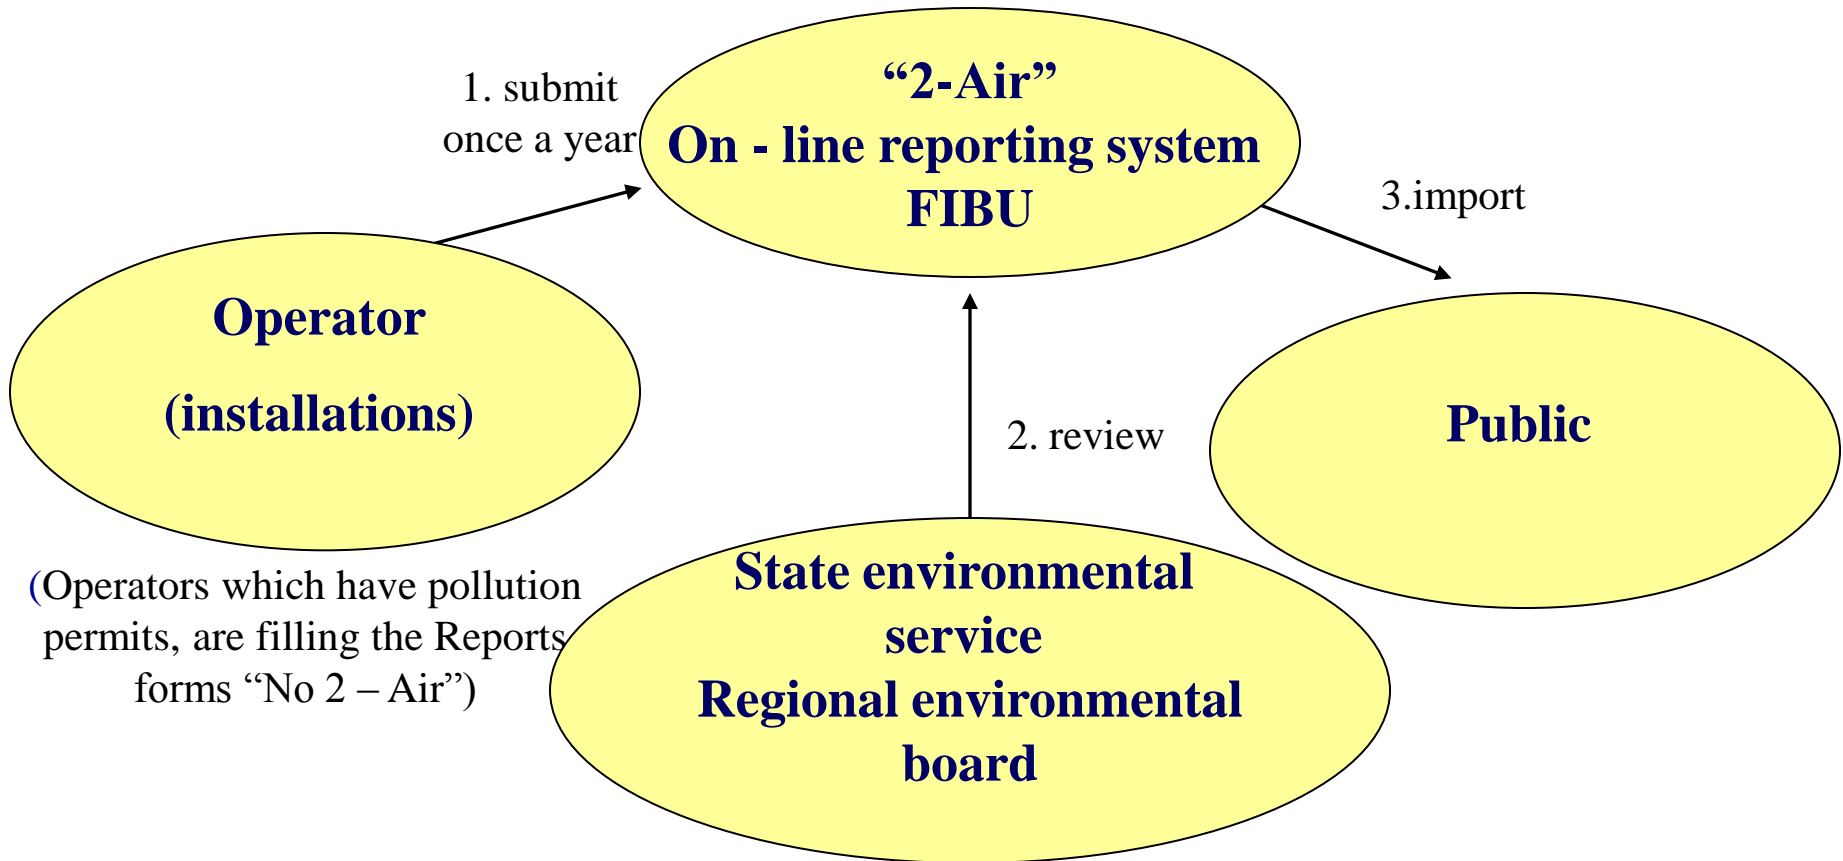 1. submit
once a year
“2-Air”
On - line reporting system
FIBU
3.import
Operator
(installations)
2. review
Public
(Operators which have pollution
permits, are filling the Reports
forms “No 2 – Air”)
State environmental
service
Regional environmental
board